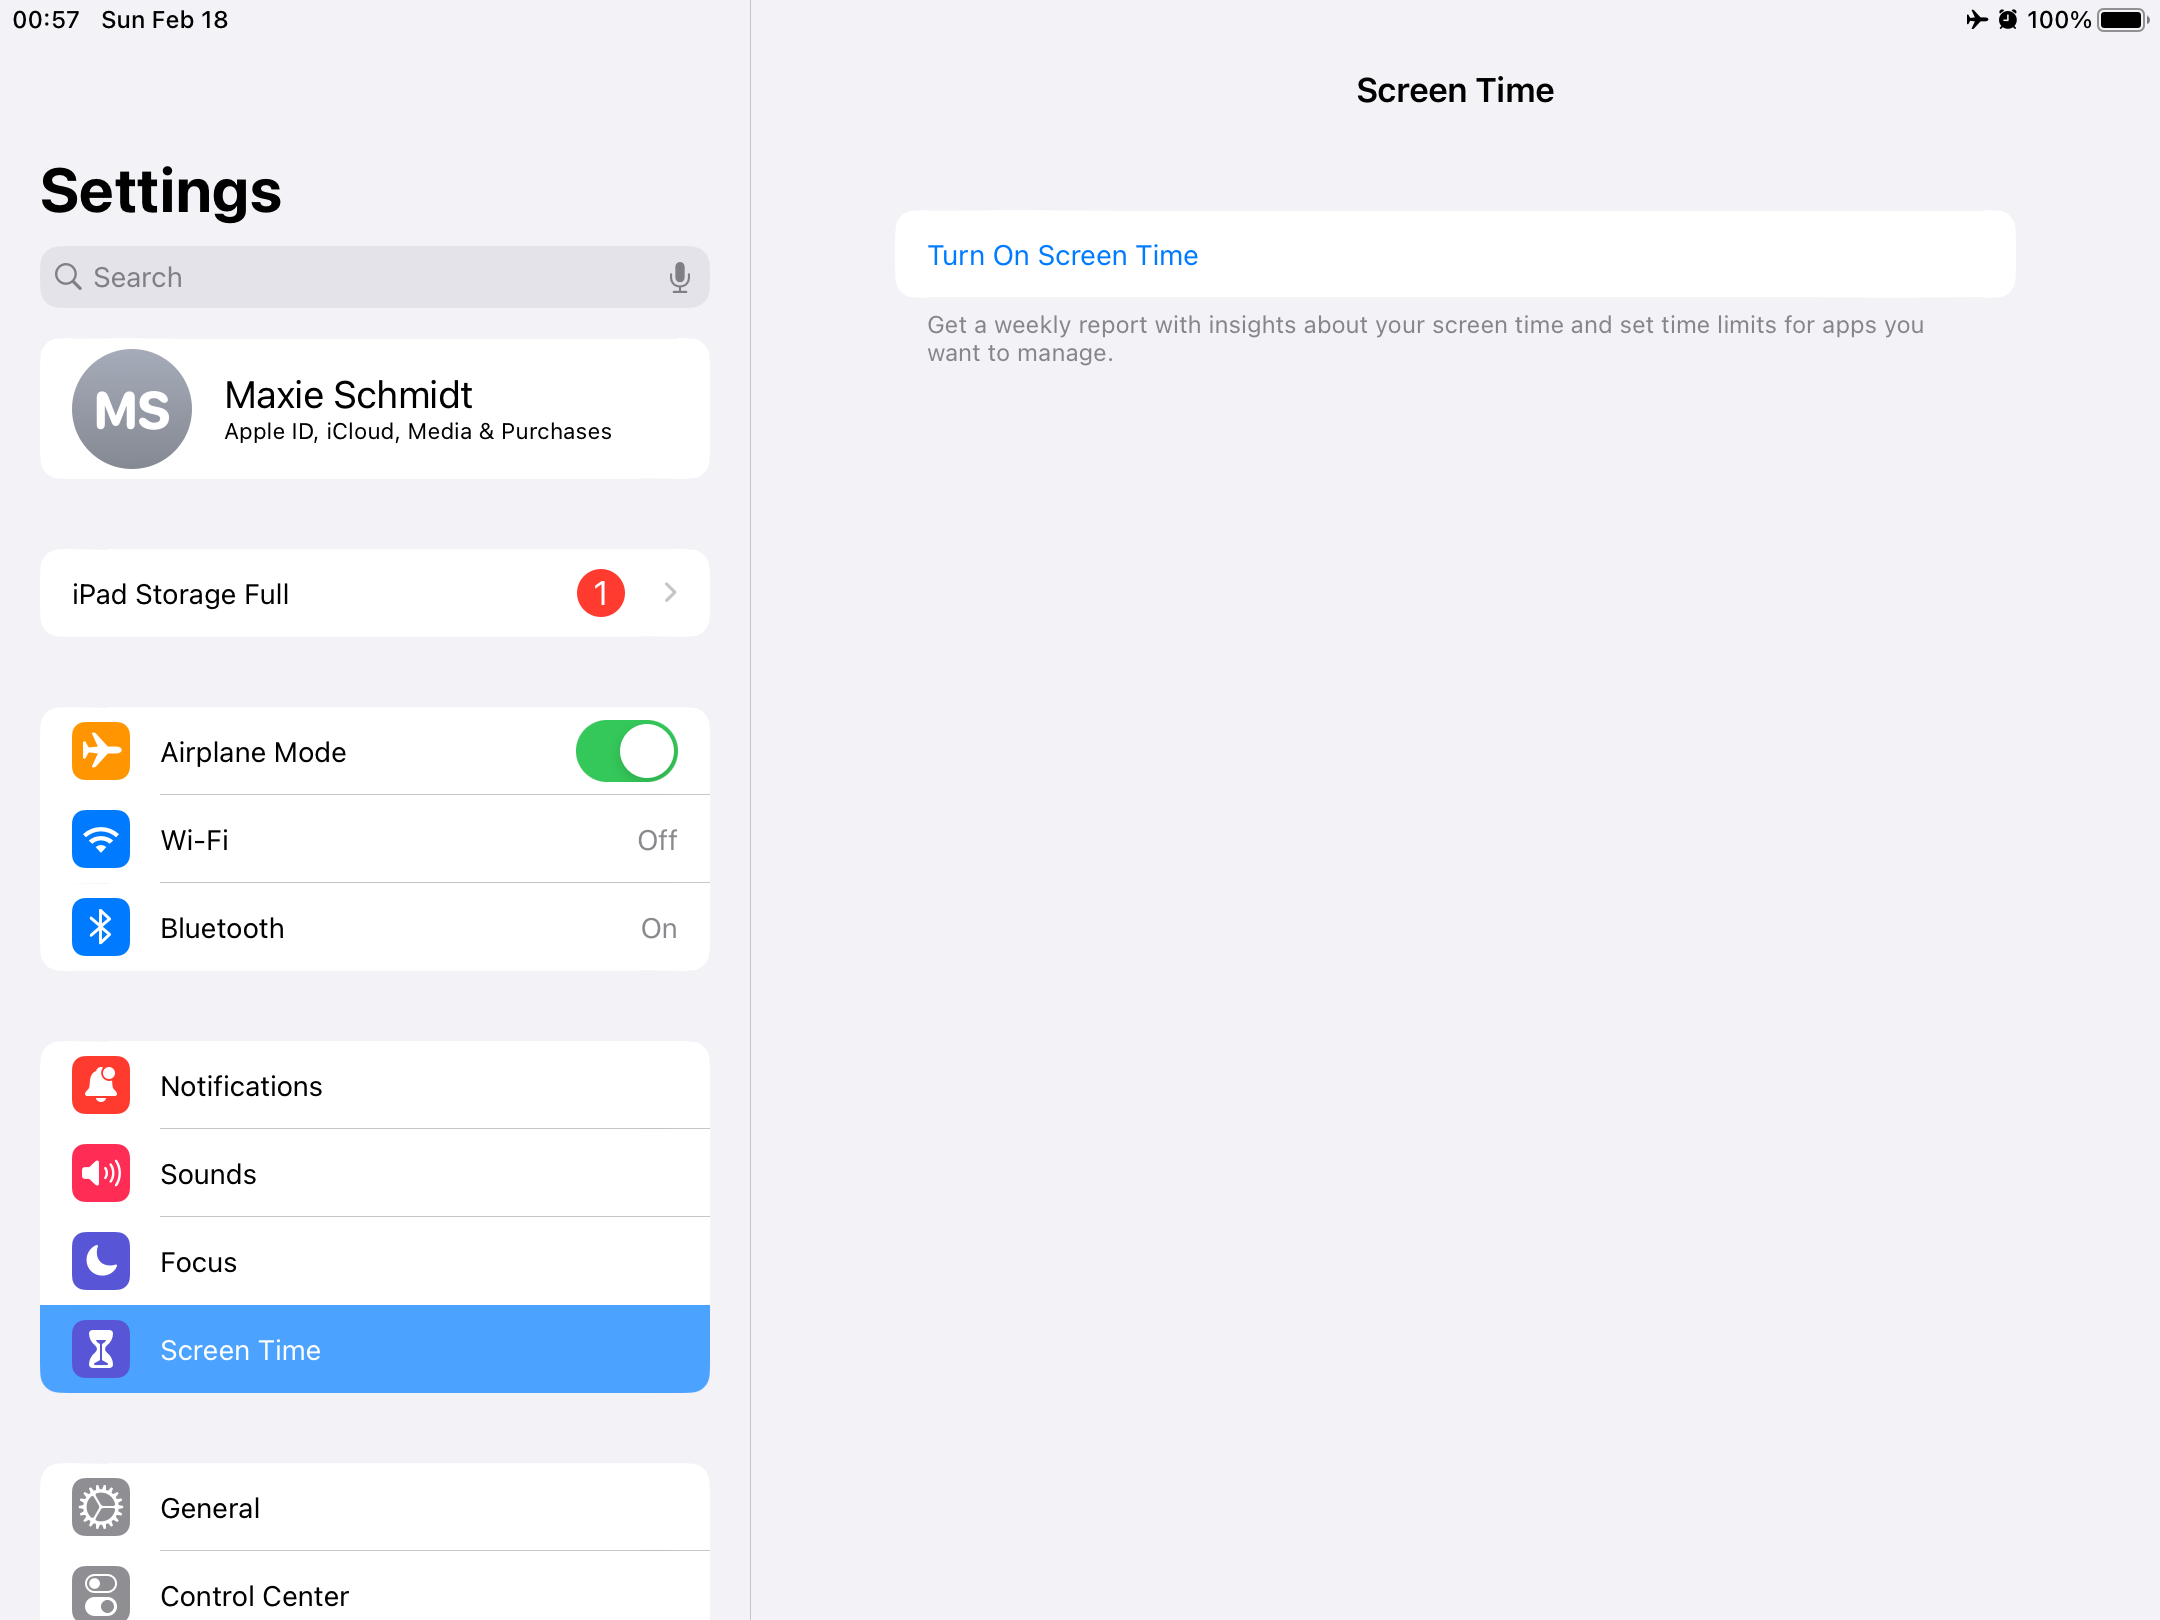 00:57 Sun Feb 18
100%
Settings
Search
MS
Maxie Schmidt
Apple ID, iCloud, Media & Purchases
iPad Storage Full
1
Airplane Mode
Wi-Fi
Off
Bluetooth
On
Notifications
Sounds
Focus
Screen Time
General
Control Center
Screen Time
Turn On Screen Time
Get a weekly report with insights about your screen time and set time limits for apps you
want to manage.